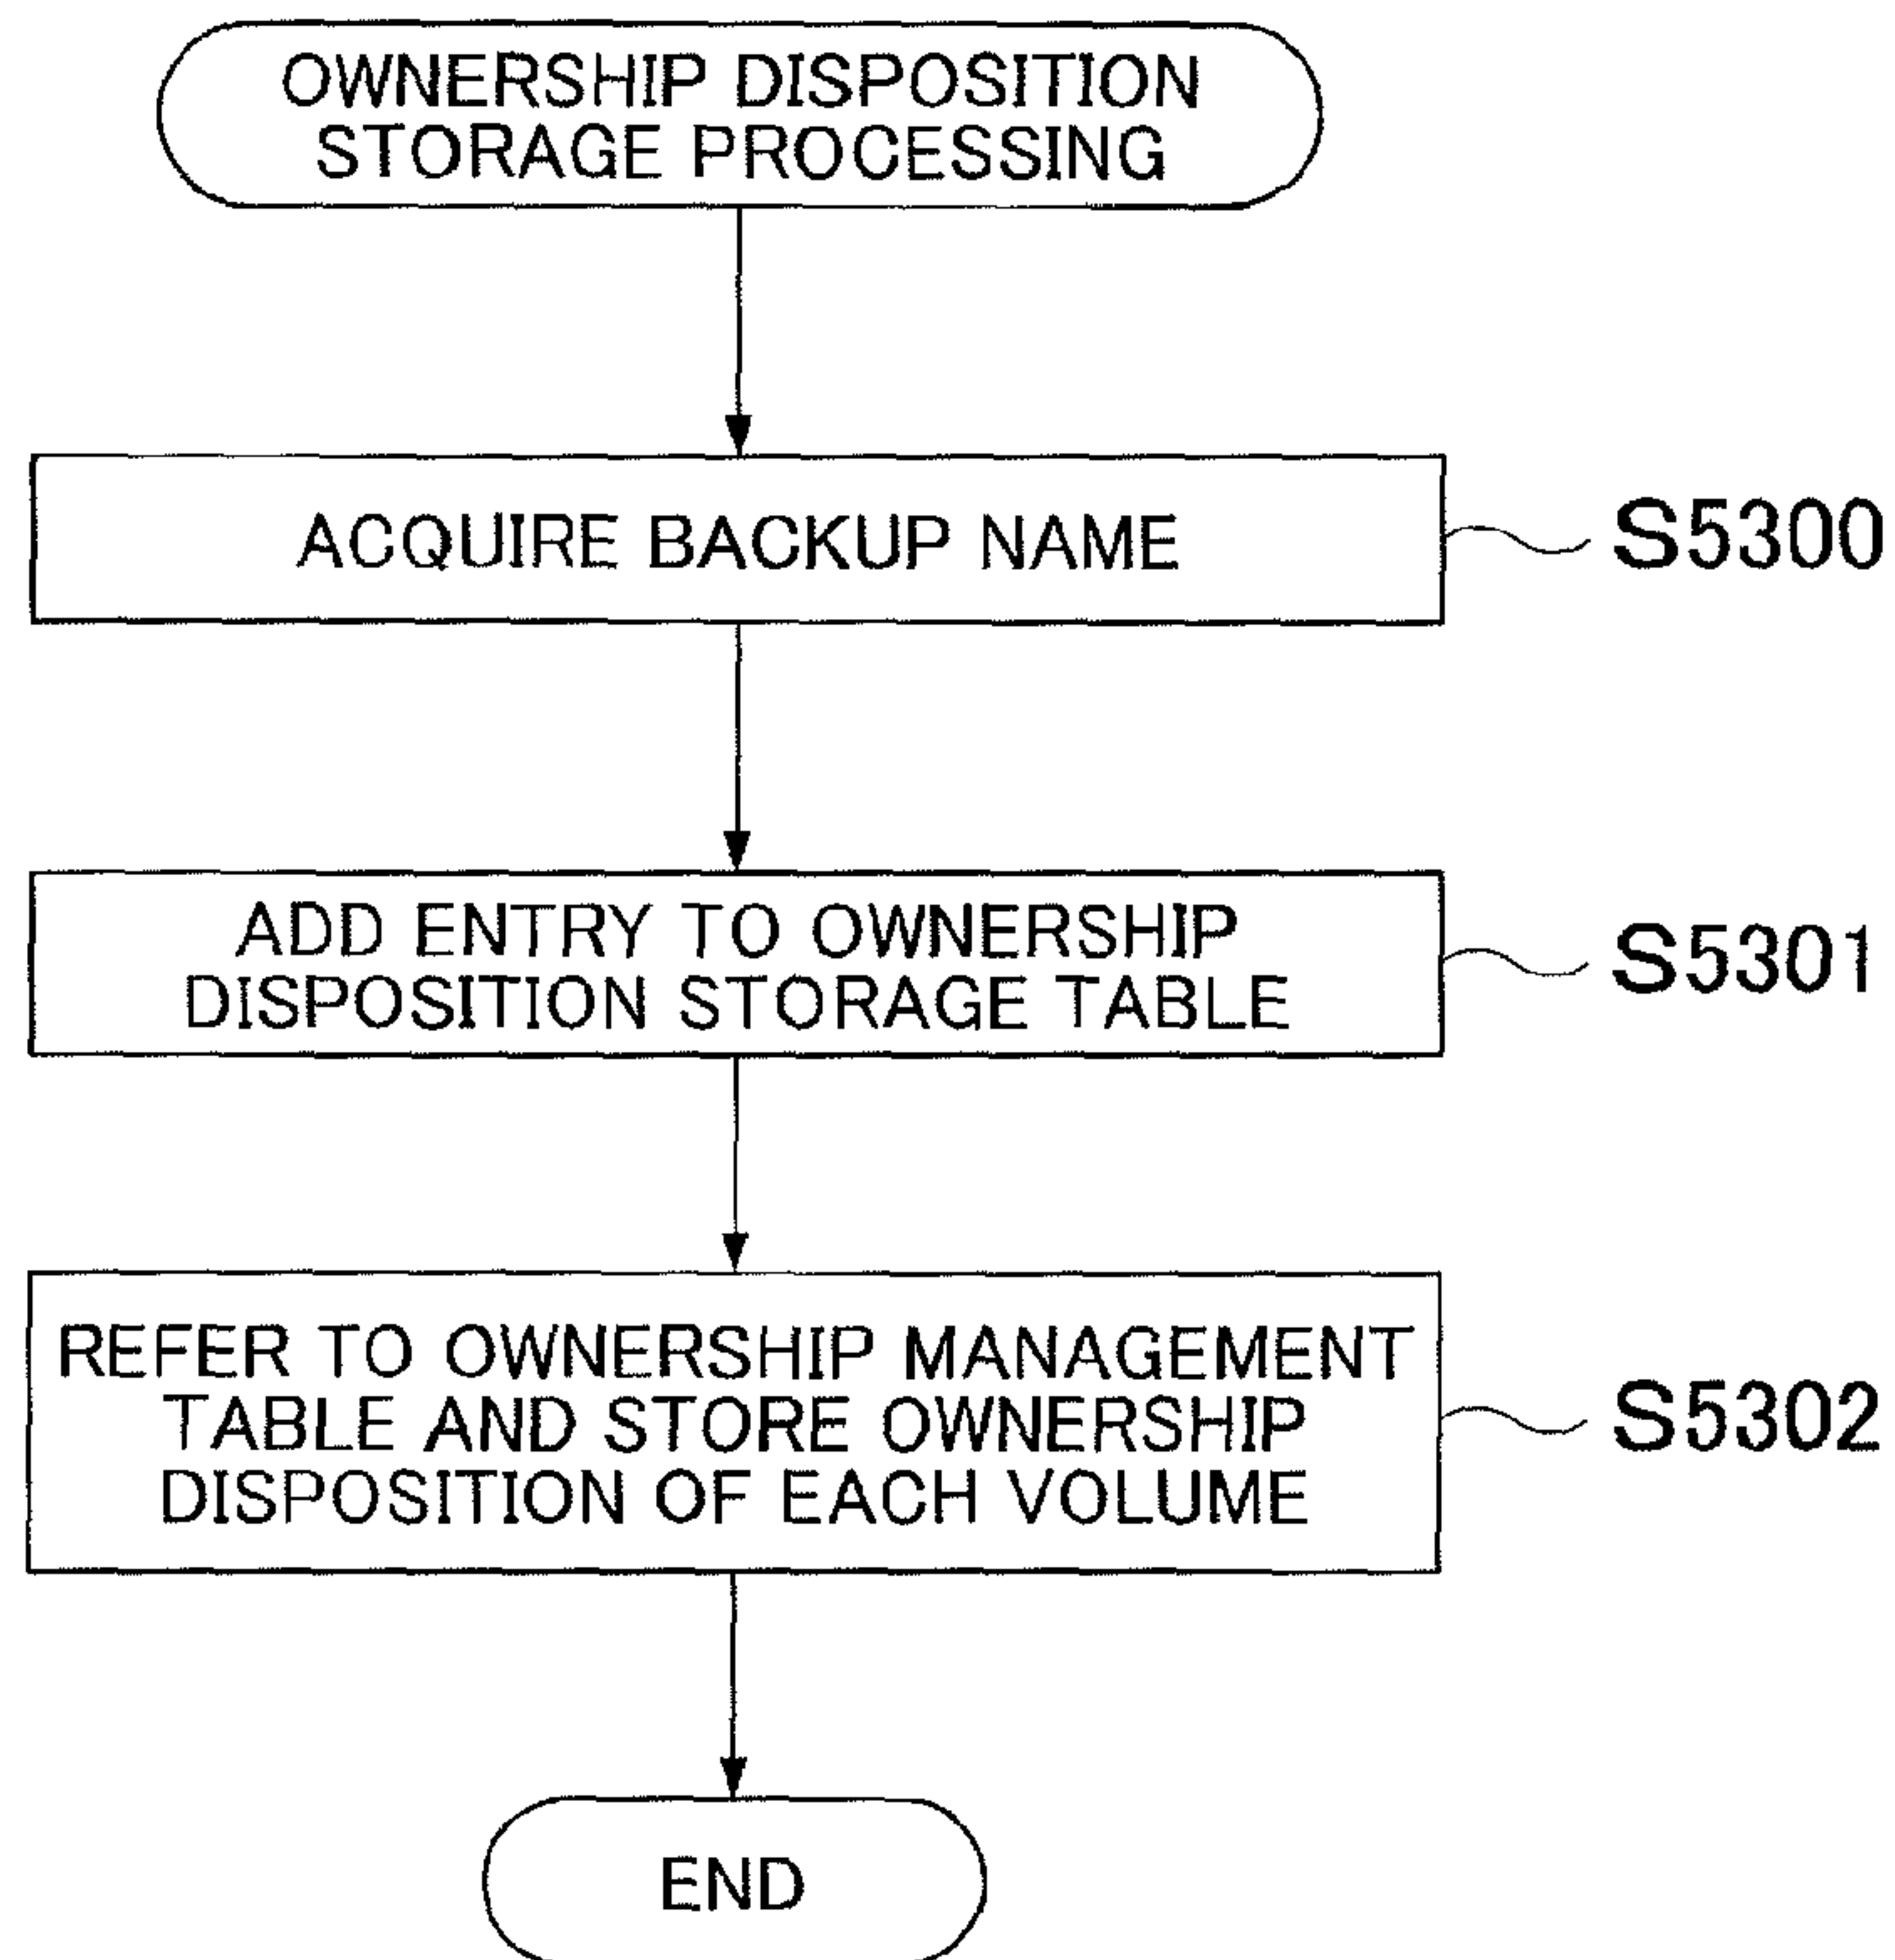 OWNERSHIP DISPOSITION
STORAGE PROCESSING
ACQUIRE BACKUP NAME
S5300
ADD ENTRY TO OWNERSHIP
DISPOSITION STORAGE TABLE
S5301
REFER TO OWNERSHIP MANAGEMENT
TABLE AND STORE OWNERSHIP
DISPOSITION OF EACH VOLUME
S5302
END